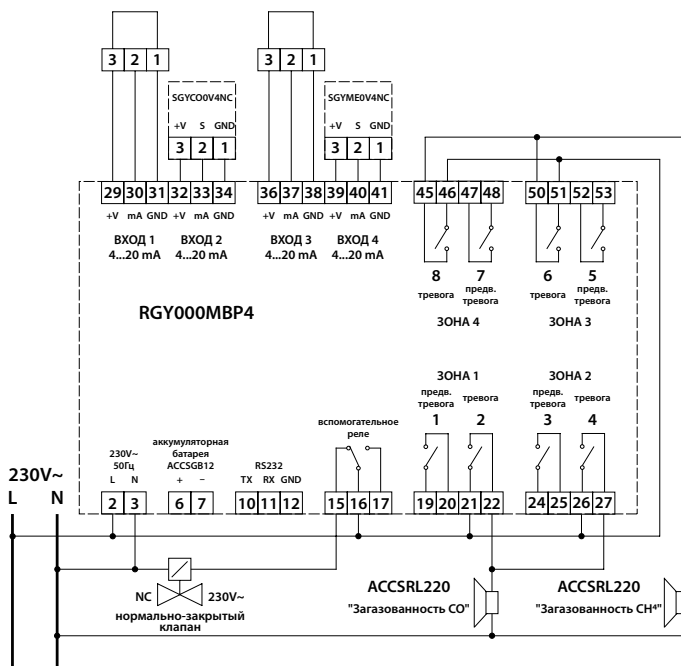 3 2 1
3 2 1
SGYCO0V4NC
SGYME0V4NC
+V S GND
+V S GND
3 2 1
3 2 1
29 30 31 32 33 34 36 37 38 39 40 41 45 46 47 48 50 51 52 53
+V mA GND +V mA GND +V mA GND +V mA GND
ВХОД 1
4...20 mA
ВХОД 2
4...20 mA
ВХОД 3
4...20 mA
ВХОД 4
4...20 mA
8 7 6 5
тревога
предв.
тревога
тревога
предв.
тревога
ЗОНА 4
ЗОНА 3
RGY000MBP4
ЗОНА 1
ЗОНА 2
предв.
тревога
тревога
предв.
тревога
тревога
1 2 3 4
вспомогательное
реле
230V~
50Гц
L N
аккумуляторная
батарея
ACCSGB12
+ –
RS232
TX RX GND
230V~
L N
2 3 6 7 10 11 12 15 16 17 19 20 21 22 24 25 26 27
NC 230V~
нормально-закрытый
клапан
ACCSRL220
"Загазованность CO"
ACCSRL220
"Загазованность CH⁴"